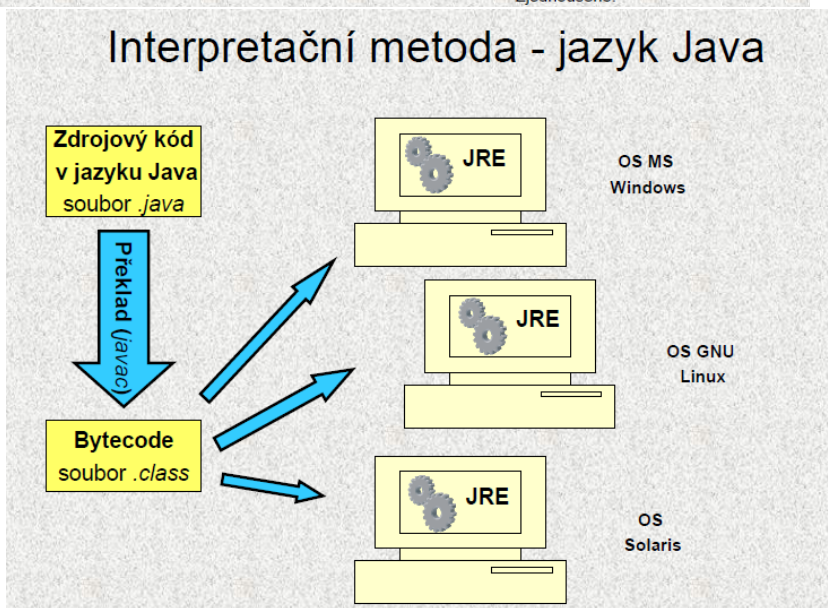 Interpretační metoda - jazyk Java
Zdrojový kód
v jazyku Java
soubor .java
Překlad (javac)
Bytecode
soubor .class
JRE
OS MS
Windows
JRE
OS GNU
Linux
JRE
OS
Solaris